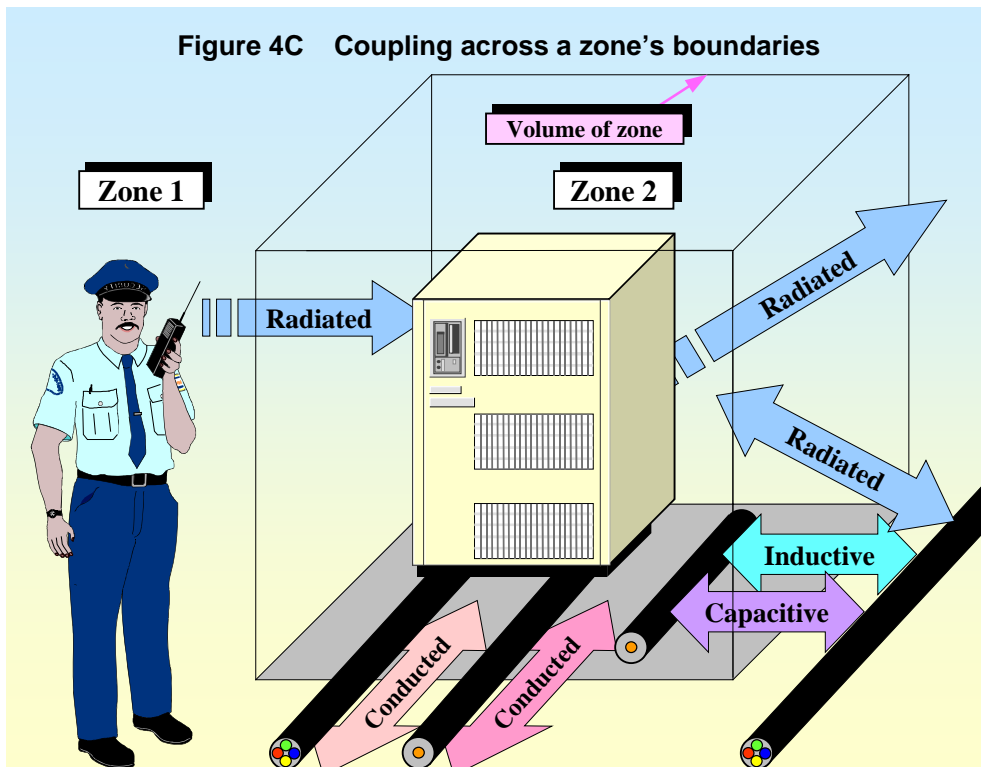 Figure 4C Coupling across a zone's boundaries
Volume of zone
Zone 1
Zone 2
Radiated
Radiated
Radiated
Inductive
Capacitive
Conducted
Conducted